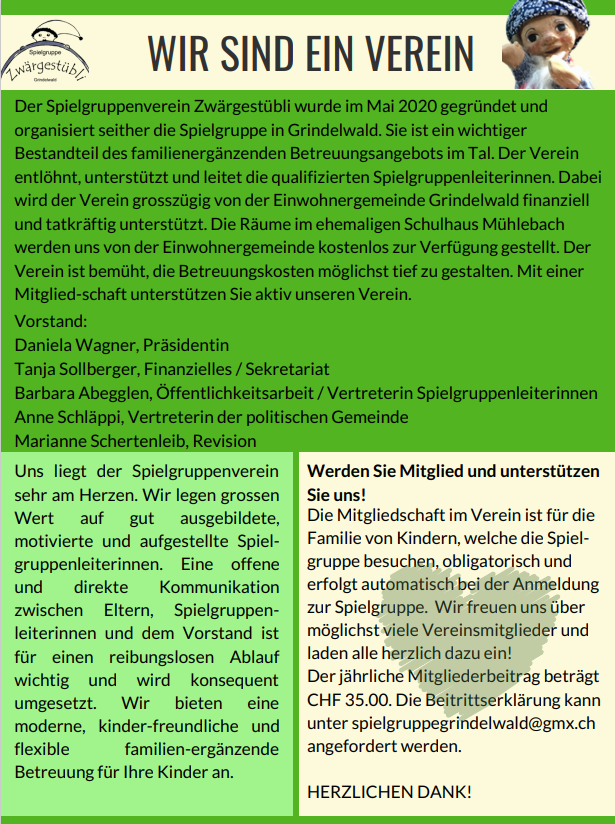 Spielgruppe
Zwärgestübli
Grindelwald
WIR SIND EIN VEREIN
Der Spielgruppenverein Zwärgestübli wurde im Mai 2020 gegründet und
organisiert seither die Spielgruppe in Grindelwald. Sie ist ein wichtiger
Bestandteil des familienergänzenden Betreuungsangebots im Tal. Der Verein
entlöhnt, unterstützt und leitet die qualifizierten Spielgruppenleiterinnen. Dabei
wird der Verein grosszügig von der Einwohnergemeinde Grindelwald finanziell
und tatkräftig unterstützt. Die Räume im ehemaligen Schulhaus Mühlebach
werden uns von der Einwohnergemeinde kostenlos zur Verfügung gestellt. Der
Verein ist bemüht, die Betreuungskosten möglichst tief zu gestalten. Mit einer
Mitglied-schaft unterstützen Sie aktiv unseren Verein.
Vorstand:
Daniela Wagner, Präsidentin
Tanja Sollberger, Finanzielles / Sekretariat
Barbara Abegglen, Öffentlichkeitsarbeit / Vertreterin Spielgruppenleiterinnen
Anne Schläppi, Vertreterin der politischen Gemeinde
Marianne Schertenleib, Revision
Uns liegt der Spielgruppenverein
sehr am Herzen. Wir legen grossen
Wert auf gut ausgebildete,
motivierte und aufgestellte Spiel-
gruppenleiterinnen. Eine offene
und direkte Kommunikation
zwischen Eltern, Spielgruppen-
leiterinnen und dem Vorstand ist
für einen reibungslosen Ablauf
wichtig und wird konsequent
umgesetzt. Wir bieten eine
moderne, kinder-freundliche und
flexible familien-ergänzende
Betreuung für Ihre Kinder an.
Werden Sie Mitglied und unterstützen
Sie uns!
Die Mitgliedschaft im Verein ist für die
Familie von Kindern, welche die Spiel-
gruppe besuchen, obligatorisch und
erfolgt automatisch bei der Anmeldung
zur Spielgruppe. Wir freuen uns über
möglichst viele Vereinsmitglieder und
laden alle herzlich dazu ein!
Der jährliche Mitgliederbeitrag beträgt
CHF 35.00. Die Beitrittserklärung kann
unter spielgruppegrindelwald@gmx.ch
angefordert werden.
HERZLICHEN DANK!